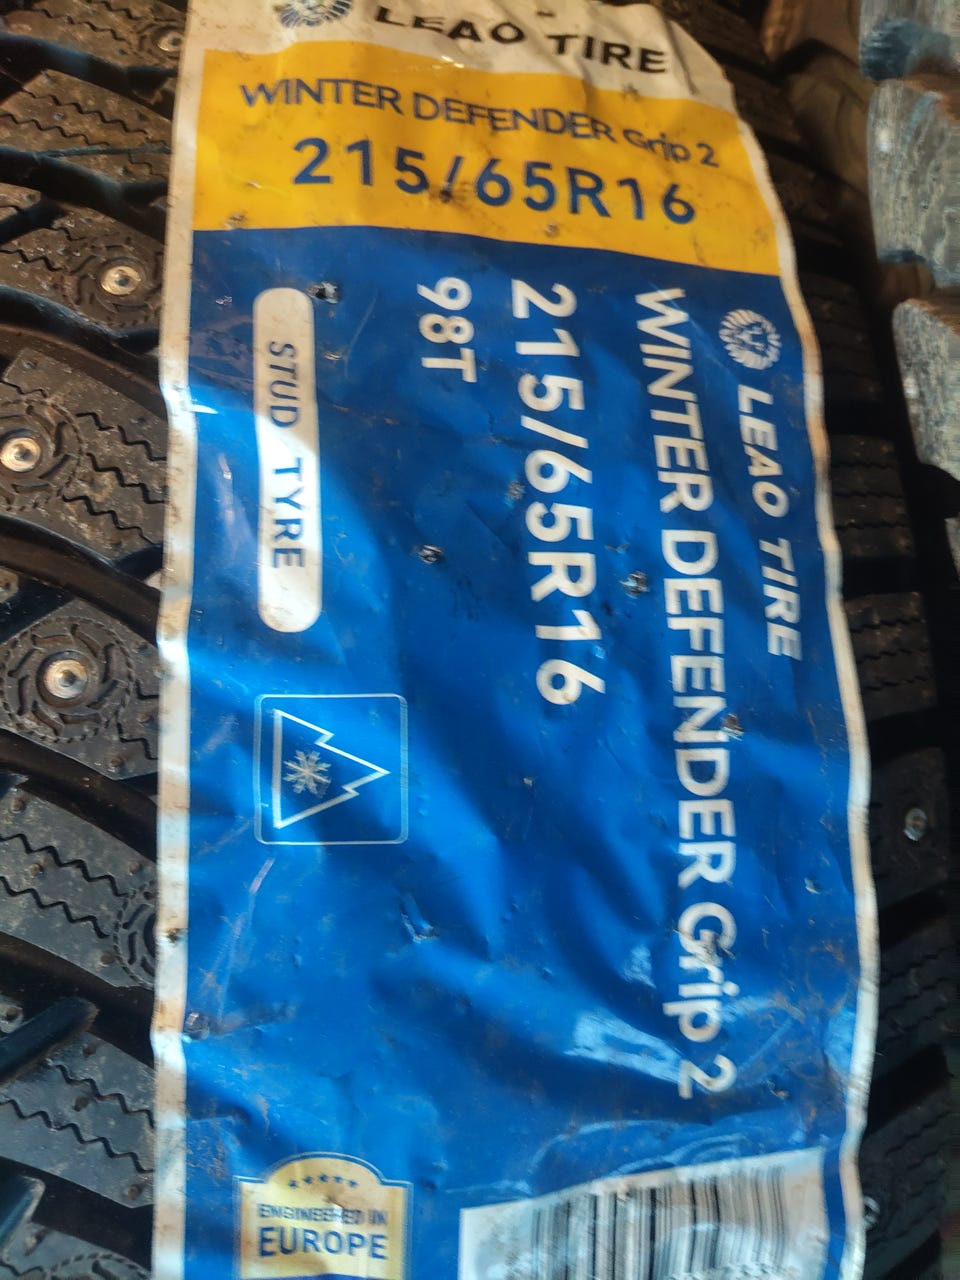 LEAO TIRE
WINTER DEFENDER Grip 2
215/65R16
LEAO TIRE
WINTER DEFENDER Grip 2
215/65R16
98T
STUD TYRE
ENGINEERED IN
EUROPE